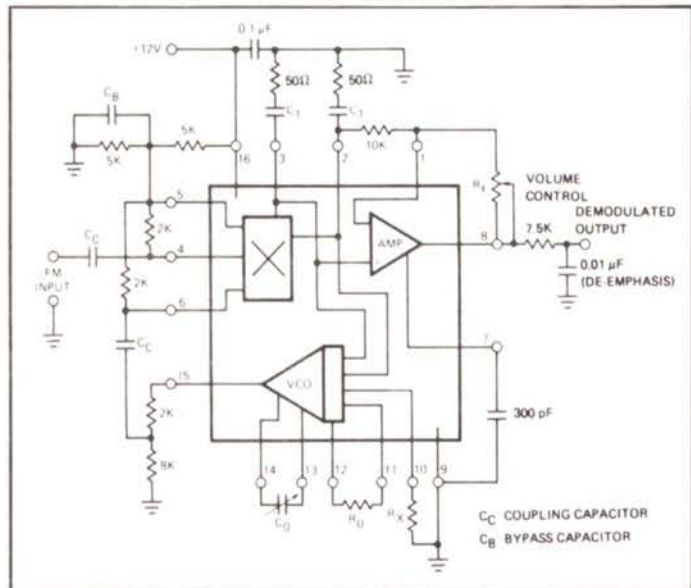 0.1 µF
+12V
50Ω
50Ω
C1
C1
CB
5K
5K
10K
16
3
2
1
RF
VOLUME
CONTROL
DEMODULATED
OUTPUT
5
2K
4
CC
FM
INPUT
2K
6
CC
AMP
8
7.5K
0.01 µF
(DE-EMPHASIS)
7
15
VCO
2K
8K
300 pF
14
13
12
11
10
9
C0
R0
RX
CC COUPLING CAPACITOR
CB BYPASS CAPACITOR